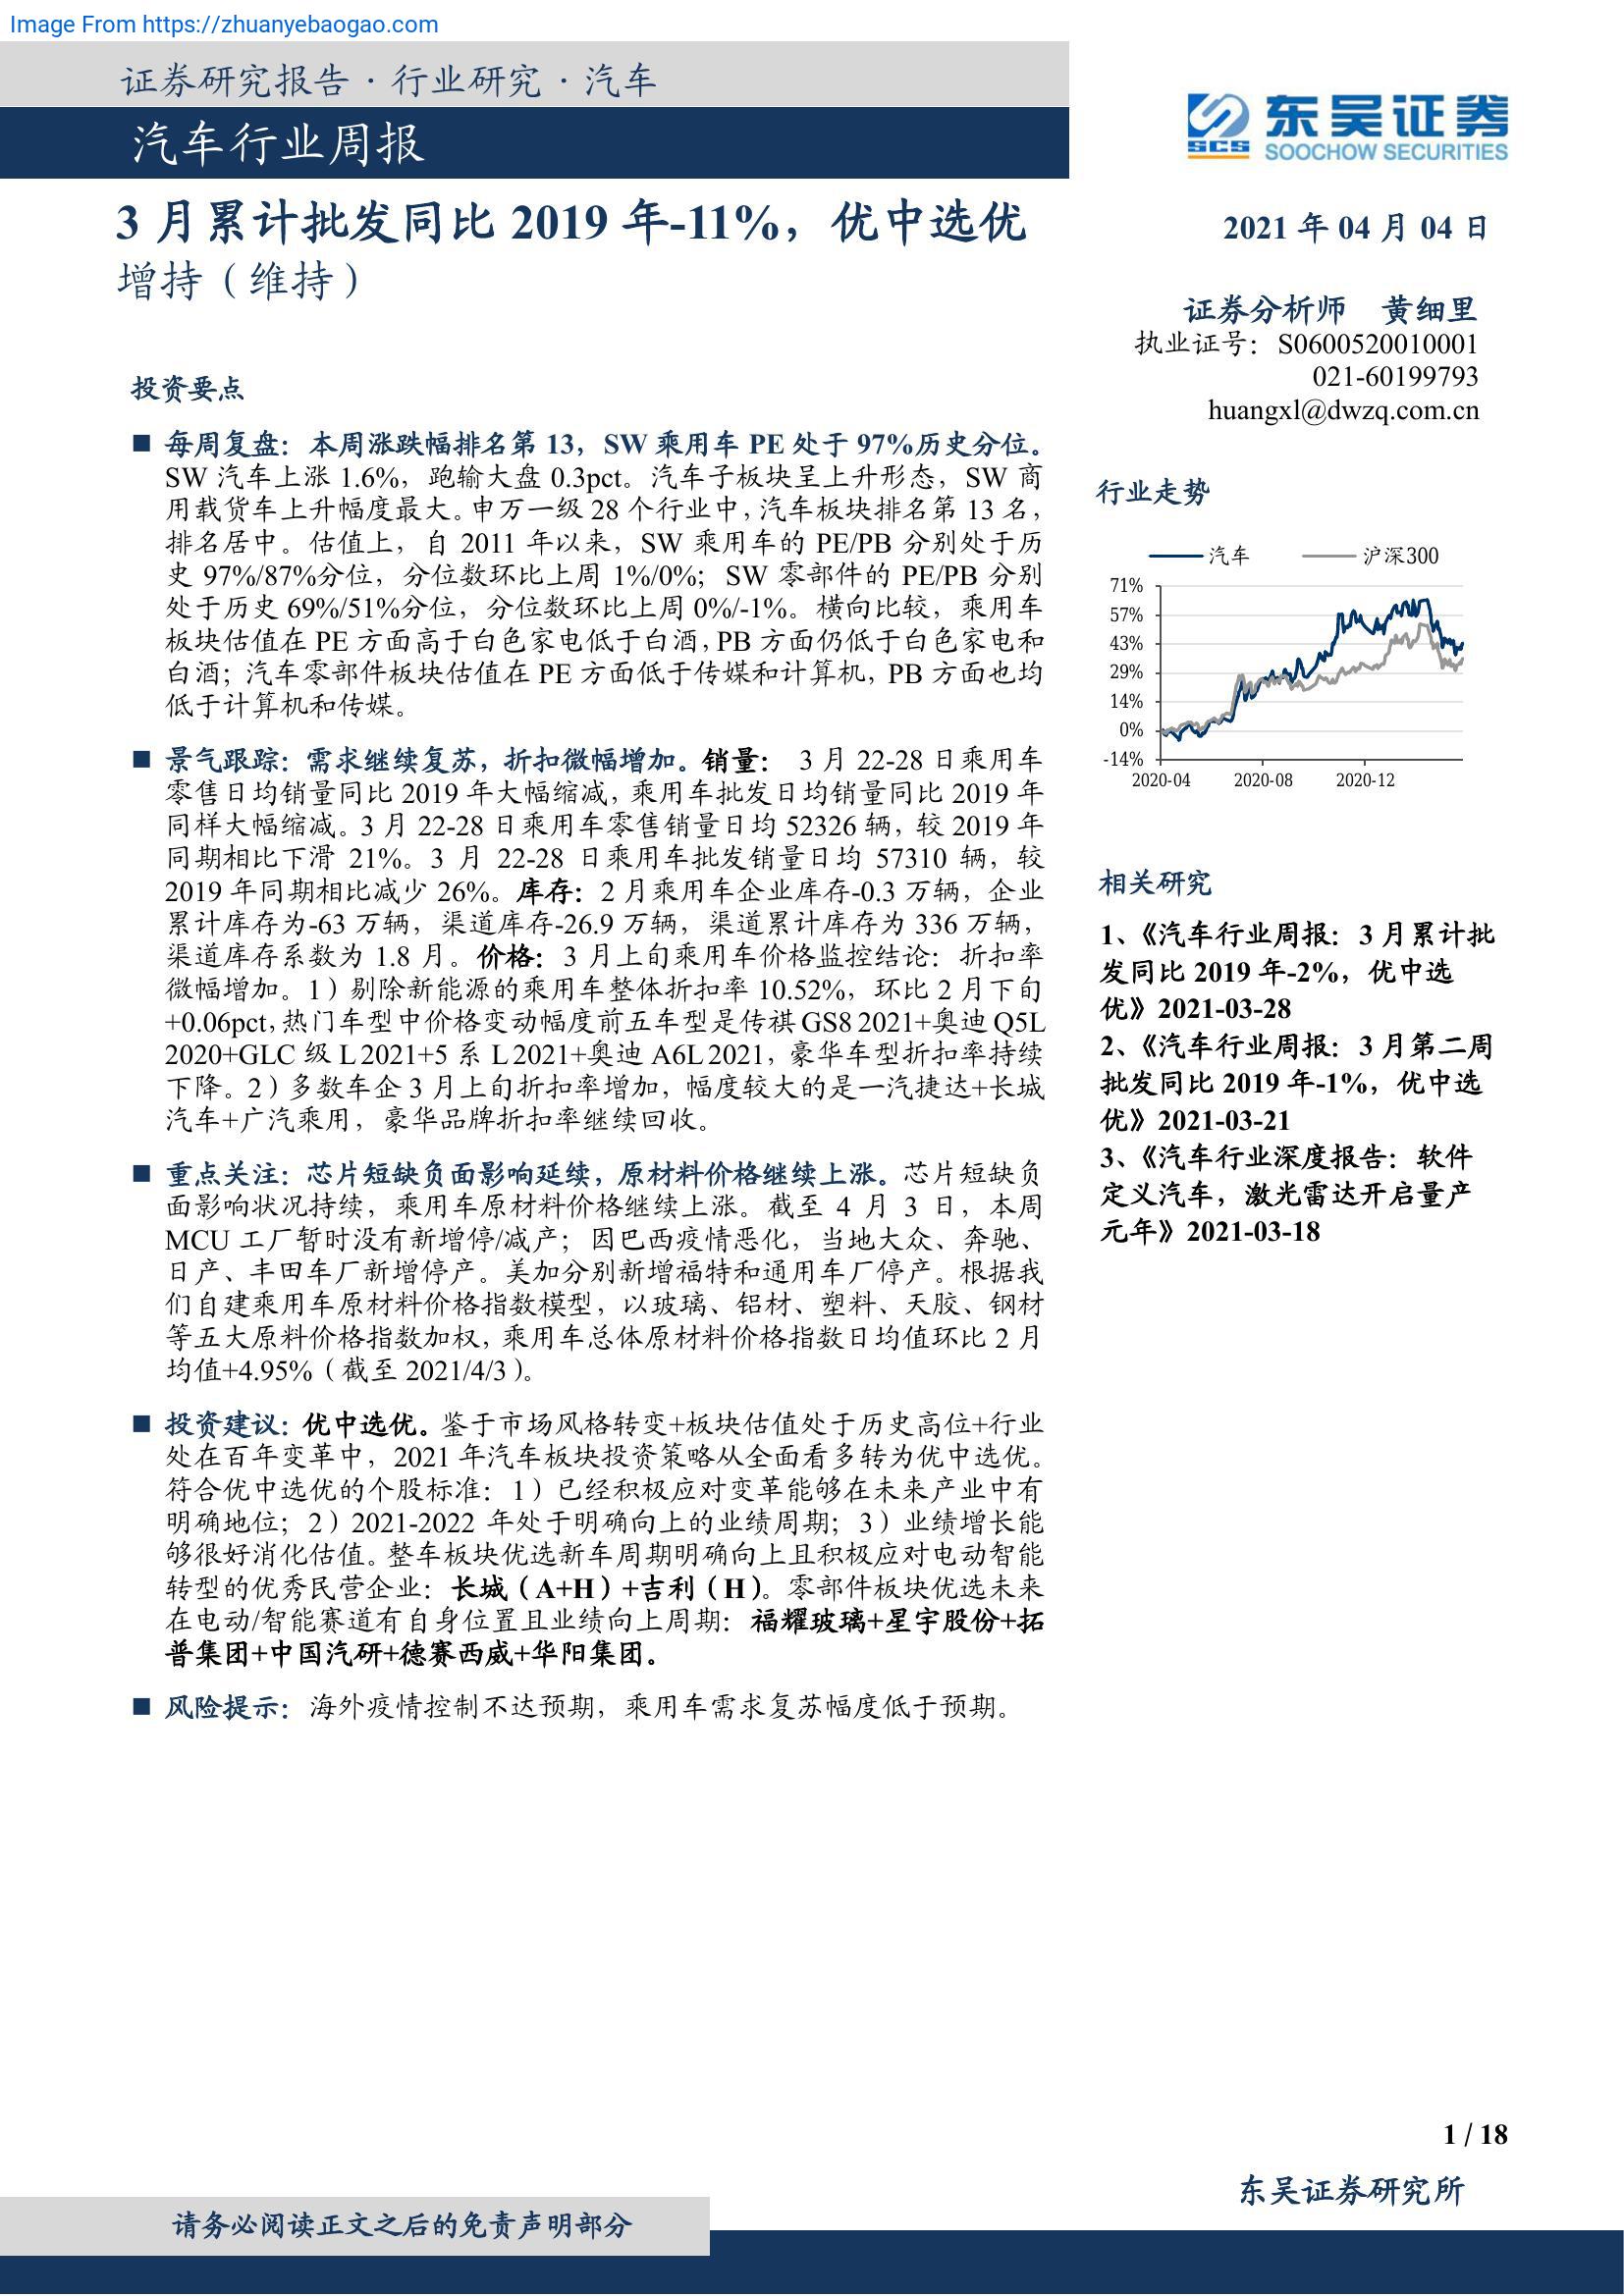 Image From https://zhuanyebaogao.com
证券研究报告·行业研究·汽车
汽车行业周报
3 月累计批发同比 2019 年-11%，优中选优
增持（维持）
投资要点
■ 每周复盘：本周涨跌幅排名第 13，SW 乘用车 PE 处于 97%历史分位。
SW 汽车上涨 1.6%，跑输大盘 0.3pct。汽车子板块呈上升形态，SW 商
用载货车上升幅度最大。申万一级 28 个行业中，汽车板块排名第 13 名，
排名居中。估值上，自 2011 年以来，SW 乘用车的 PE/PB 分别处于历
史 97%/87%分位，分位数环比上周 1%/0%；SW 零部件的 PE/PB 分别
处于历史 69%/51%分位，分位数环比上周 0%/-1%。横向比较，乘用车
板块估值在 PE 方面高于白色家电低于白酒，PB 方面仍低于白色家电和
白酒；汽车零部件板块估值在 PE 方面低于传媒和计算机，PB 方面也均
低于计算机和传媒。
■ 景气跟踪：需求继续复苏，折扣微幅增加。销量： 3 月 22-28 日乘用车
零售日均销量同比 2019 年大幅缩减，乘用车批发日均销量同比 2019 年
同样大幅缩减。3 月 22-28 日乘用车零售销量日均 52326 辆，较 2019 年
同期相比下滑 21%。3 月 22-28 日乘用车批发销量日均 57310 辆，较
2019 年同期相比减少 26%。库存：2 月乘用车企业库存-0.3 万辆，企业
累计库存为-63 万辆，渠道库存-26.9 万辆，渠道累计库存为 336 万辆，
渠道库存系数为 1.8 月。价格：3 月上旬乘用车价格监控结论：折扣率
微幅增加。1）剔除新能源的乘用车整体折扣率 10.52%，环比 2 月下旬
+0.06pct，热门车型中价格变动幅度前五车型是传祺 GS8 2021+奥迪 Q5L
2020+GLC 级 L 2021+5 系 L 2021+奥迪 A6L 2021，豪华车型折扣率持续
下降。2）多数车企 3 月上旬折扣率增加，幅度较大的是一汽捷达+长城
汽车+广汽乘用，豪华品牌折扣率继续回收。
■ 重点关注：芯片短缺负面影响延续，原材料价格继续上涨。芯片短缺负
面影响状况持续，乘用车原材料价格继续上涨。截至 4 月 3 日，本周
MCU 工厂暂时没有新增停/减产；因巴西疫情恶化，当地大众、奔驰、
日产、丰田车厂新增停产。美加分别新增福特和通用车厂停产。根据我
们自建乘用车原材料价格指数模型，以玻璃、铝材、塑料、天胶、钢材
等五大原料价格指数加权，乘用车总体原材料价格指数日均值环比 2 月
均值+4.95%（截至 2021/4/3）。
■ 投资建议：优中选优。鉴于市场风格转变+板块估值处于历史高位+行业
处在百年变革中，2021 年汽车板块投资策略从全面看多转为优中选优。
符合优中选优的个股标准：1）已经积极应对变革能够在未来产业中有
明确地位；2）2021-2022 年处于明确向上的业绩周期；3）业绩增长能
够很好消化估值。整车板块优选新车周期明确向上且积极应对电动智能
转型的优秀民营企业：长城（A+H）+吉利（H）。零部件板块优选未来
在电动/智能赛道有自身位置且业绩向上周期：福耀玻璃+星宇股份+拓
普集团+中国汽研+德赛西威+华阳集团。
■ 风险提示：海外疫情控制不达预期，乘用车需求复苏幅度低于预期。
东吴证券
SCS SOOCHOW SECURITIES
2021 年 04 月 04 日
证券分析师 黄细里
执业证号：S0600520010001
021-60199793
huangxl@dwzq.com.cn
行业走势
汽车 沪深300
71%
57%
43%
29%
14%
0%
-14%
2020-04 2020-08 2020-12
相关研究
1、《汽车行业周报：3 月累计批
发同比 2019 年-2%，优中选
优》2021-03-28
2、《汽车行业周报：3 月第二周
批发同比 2019 年-1%，优中选
优》2021-03-21
3、《汽车行业深度报告：软件
定义汽车，激光雷达开启量产
元年》2021-03-18
1 / 18
东吴证券研究所
请务必阅读正文之后的免责声明部分